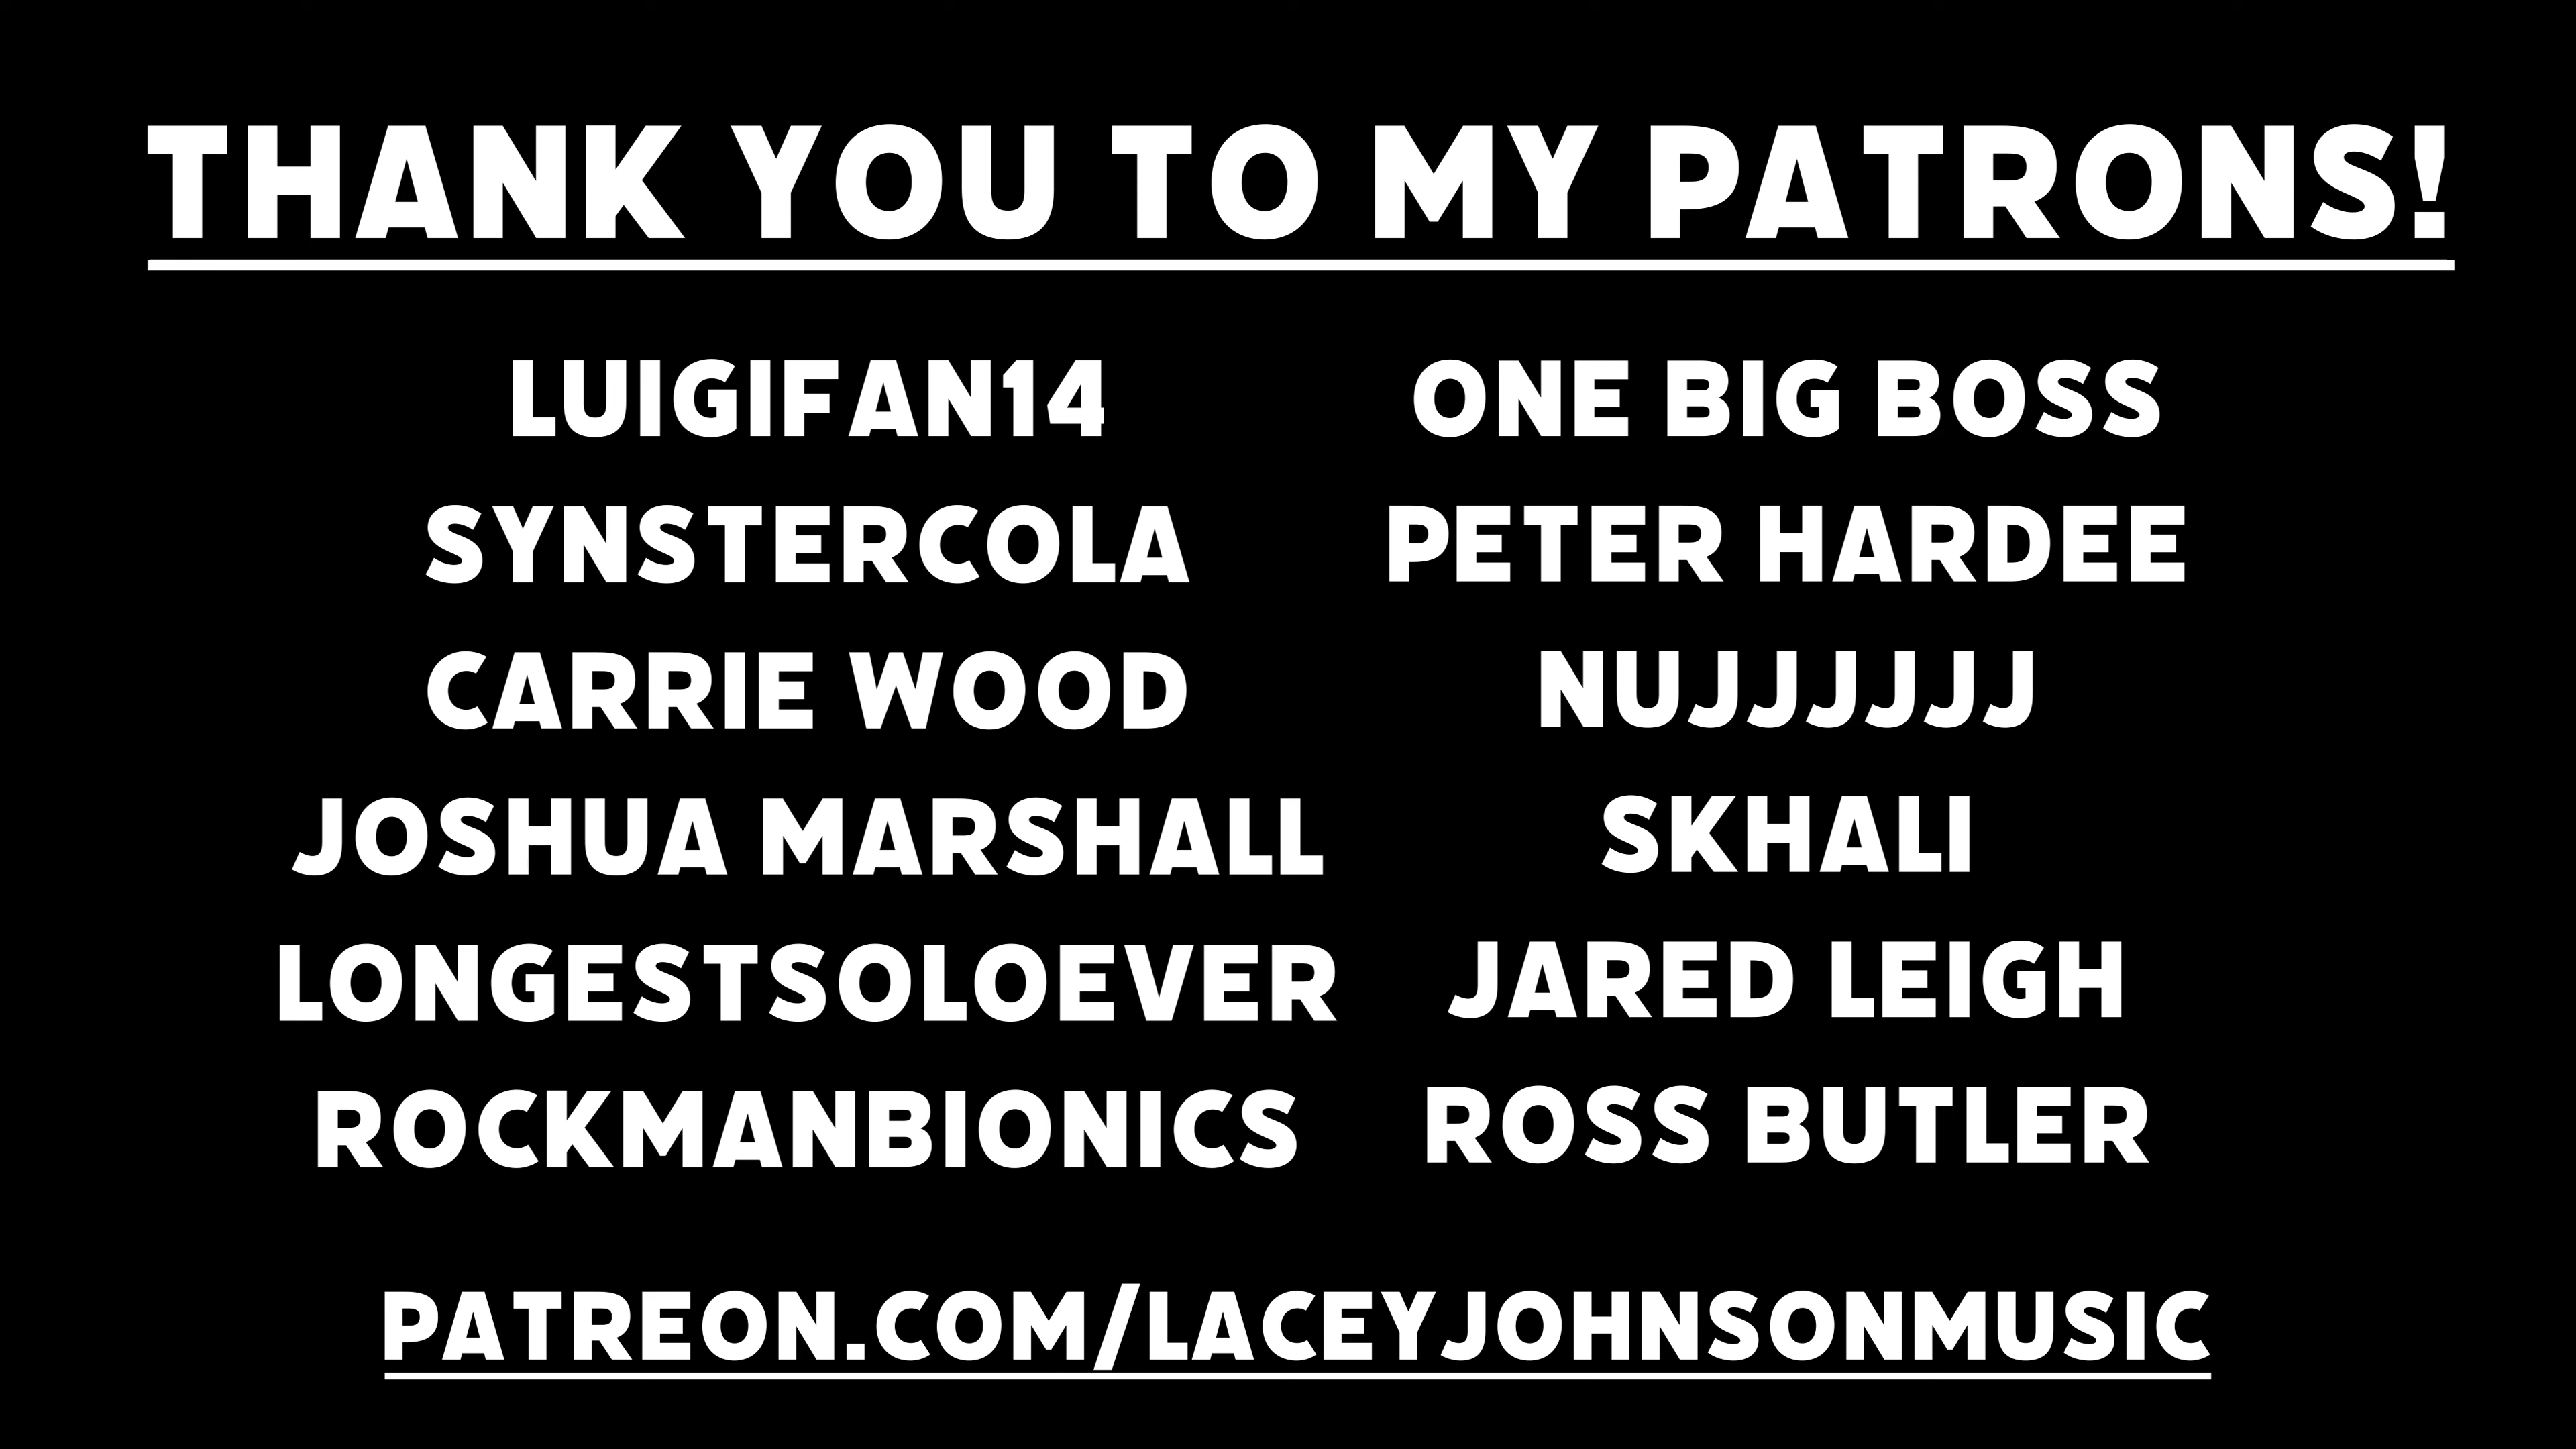 THANK YOU TO MY PATRONS!
LUIGIFAN14
SYNSTERCOLA
CARRIE WOOD
JOSHUA MARSHALL
LONGESTSOLOEVER
ROCKMANBIONICS
ONE BIG BOSS
PETER HARDEE
NUJJJJJJ
SKHALI
JARED LEIGH
ROSS BUTLER
PATREON.COM/LACEYJOHNSONMUSIC